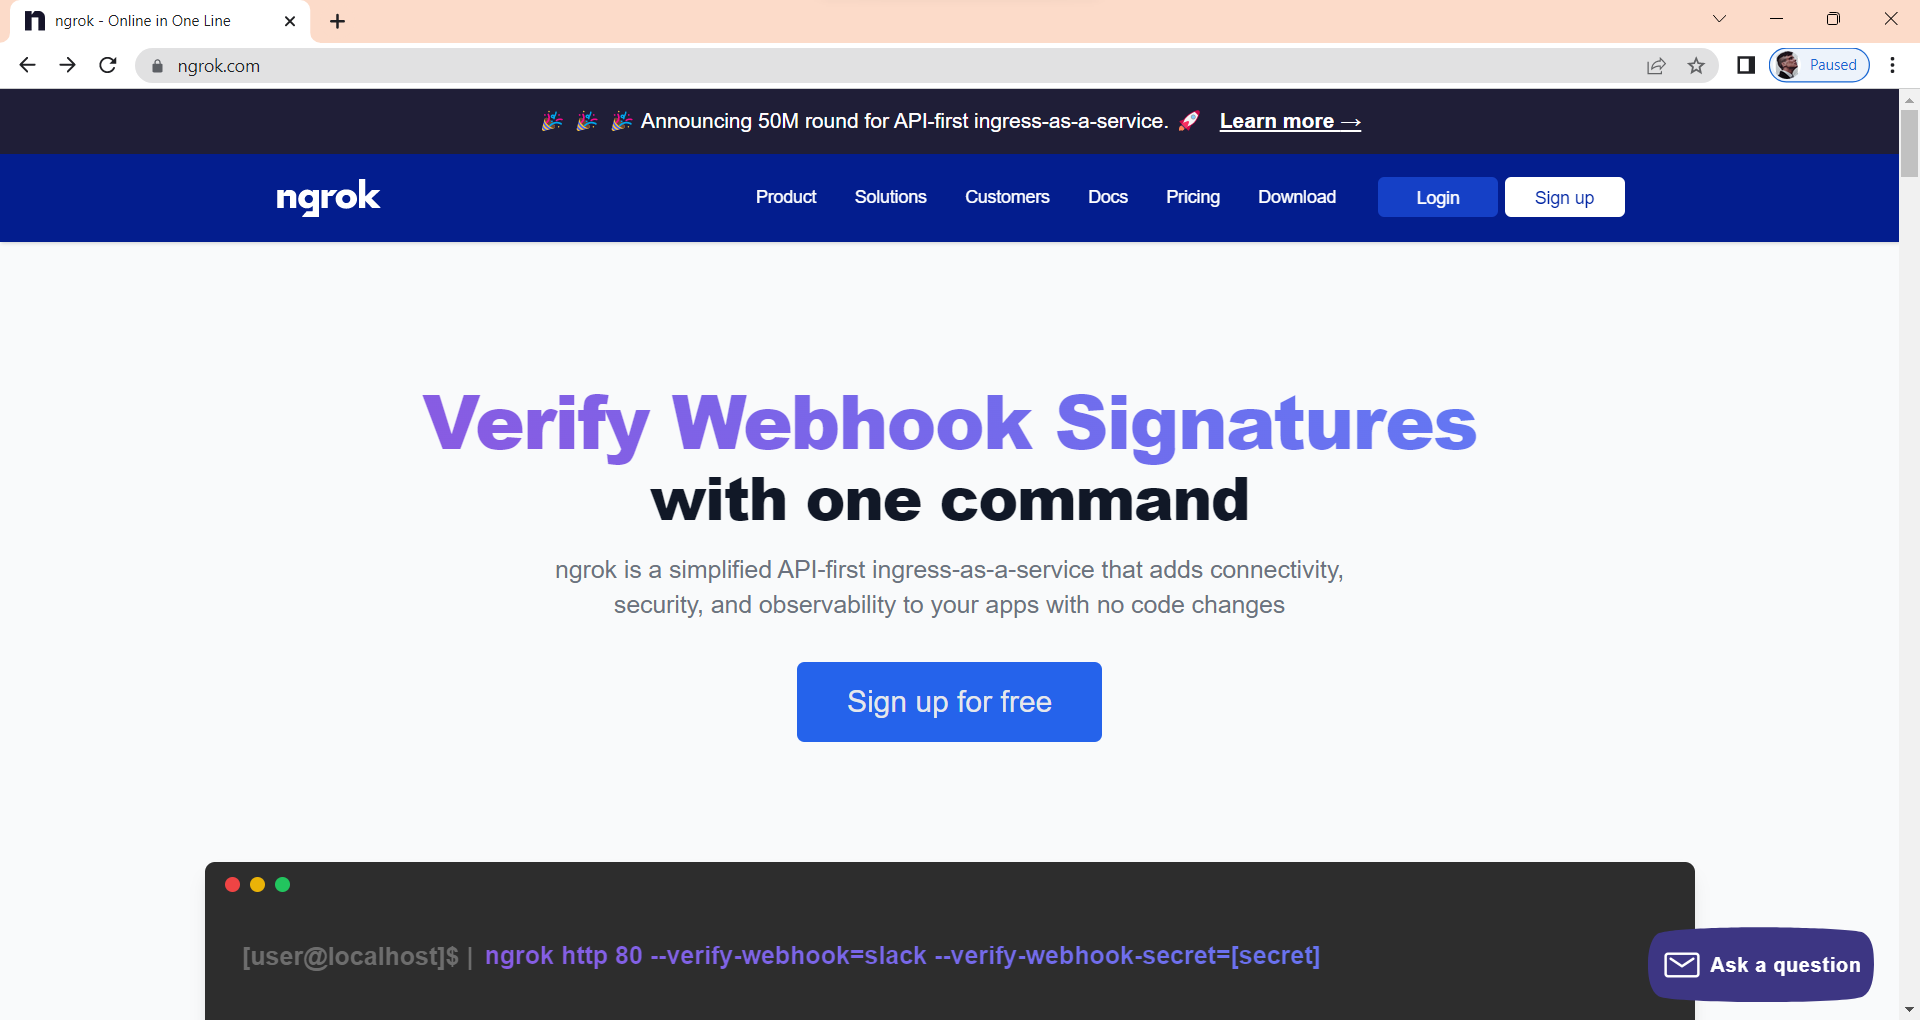 ngrok - Online in One Line
ngrok.com
Paused
🎉 🎉 🎉 Announcing 50M round for API-first ingress-as-a-service. 🚀 Learn more →
ngrok
Product Solutions Customers Docs Pricing Download Login Sign up
Verify Webhook Signatures
with one command
ngrok is a simplified API-first ingress-as-a-service that adds connectivity,
security, and observability to your apps with no code changes
Sign up for free
[user@localhost]$ | ngrok http 80 --verify-webhook=slack --verify-webhook-secret=[secret]
Ask a question